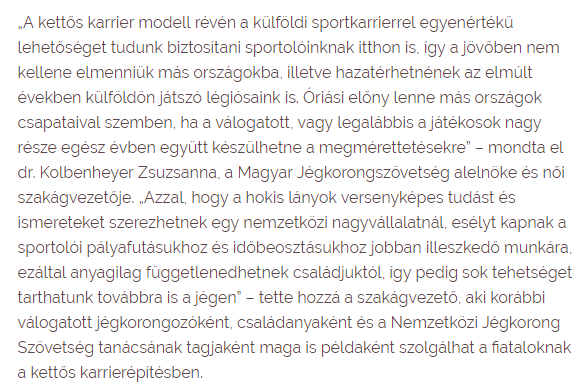 „A kettős karrier modell révén a külföldi sportkarrierrel egyenértékű
lehetőséget tudunk biztosítani sportolóinknak itthon is, így a jövőben nem
kellene elmenniük más országokba, illetve hazatérhetnének az elmúlt
években külföldön játszó légiósaink is. Óriási előny lenne más országok
csapataival szemben, ha a válogatott, vagy legalábbis a játékosok nagy
része egész évben együtt készülhetne a megmérettetésekre” – mondta el
dr. Kolbenheyer Zsuzsanna, a Magyar Jégkorongszövetség alelnöke és női
szakágvezetője. „Azzal, hogy a hokis lányok versenyképes tudást és
ismereteket szerezhetnek egy nemzetközi nagyvállalatnál, esélyt kapnak a
sportolói pályafutásukhoz és időbeosztásukhoz jobban illeszkedő munkára,
ezáltal anyagilag függetlenedhetnek családjuktól, így pedig sok tehetséget
tarthatunk továbbra is a jégen” – tette hozzá a szakágvezető, aki korábbi
válogatott jégkorongozóként, családanyaként és a Nemzetközi Jégkorong
Szövetség tanácsának tagjaként maga is példaként szolgálhat a fiataloknak
a kettős karrierépítésben.